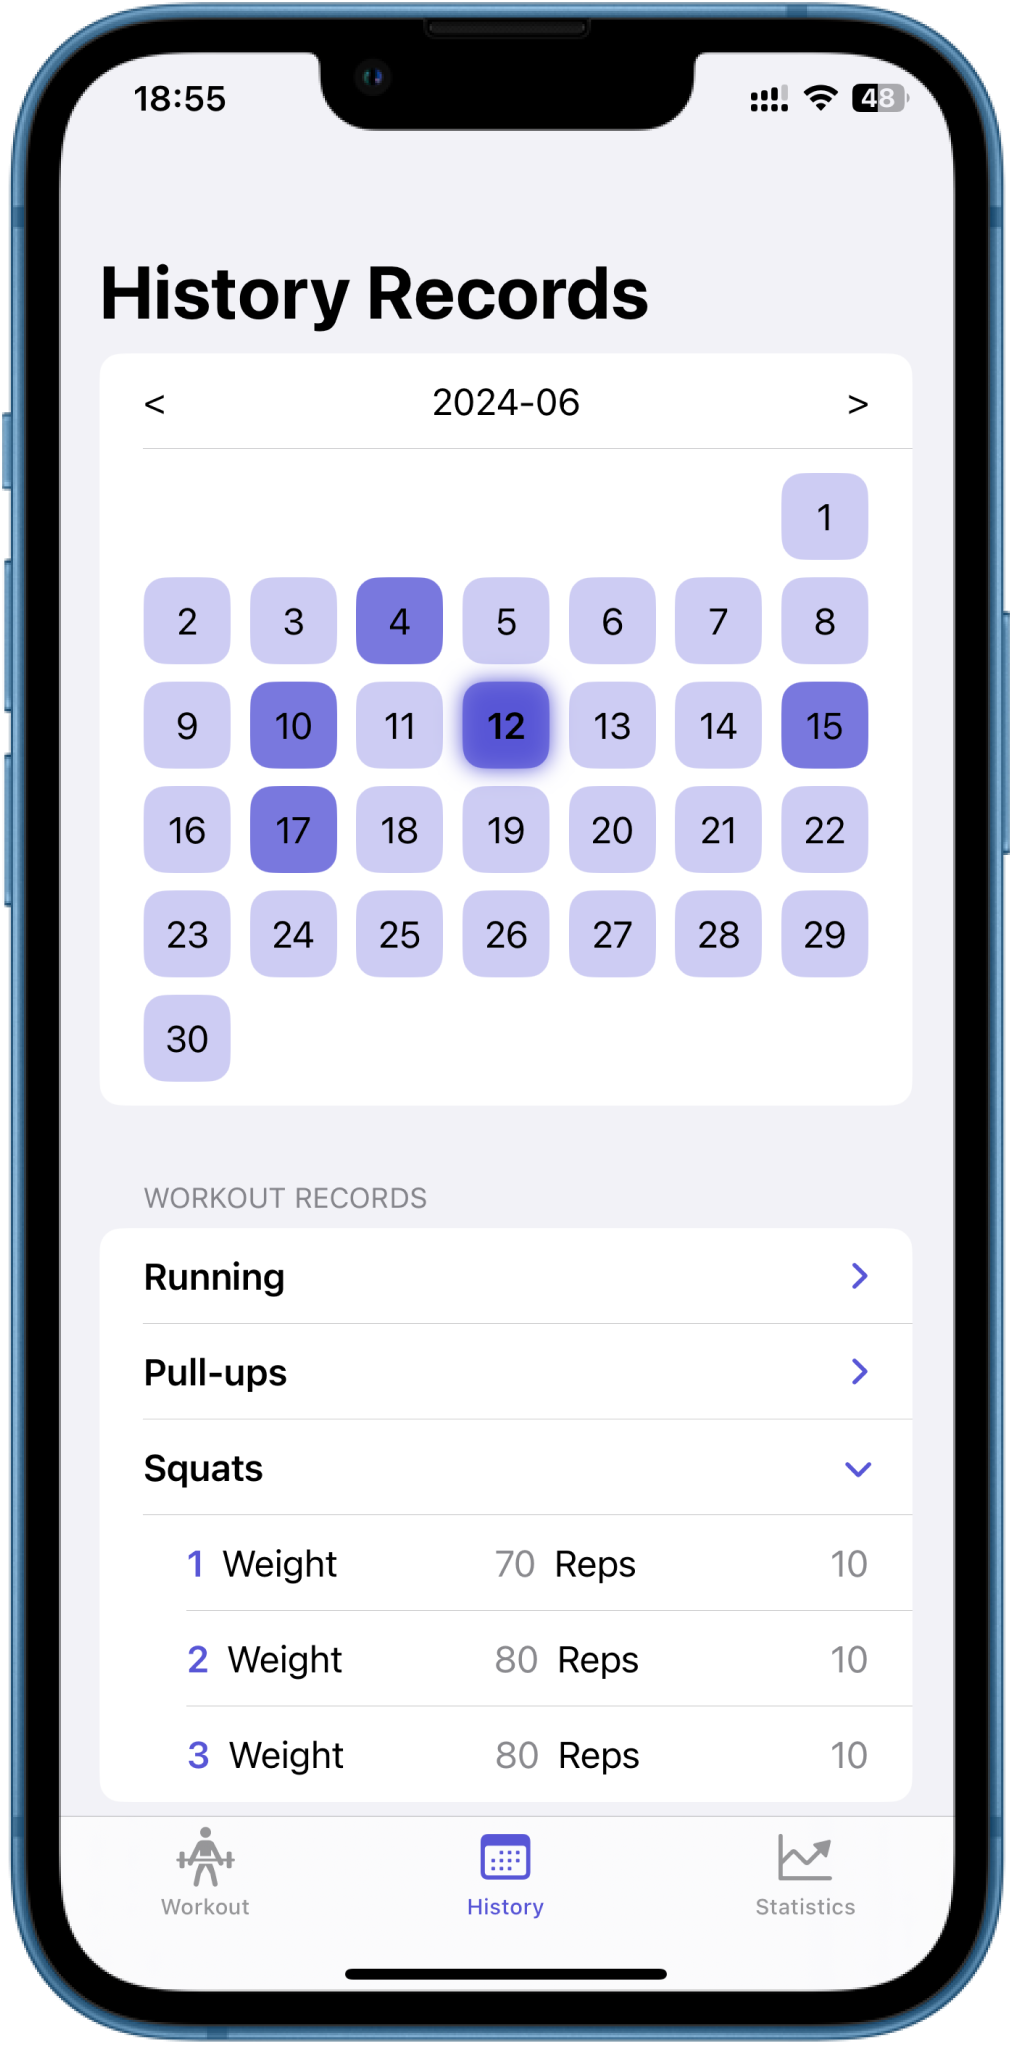 18:55 48
History Records
< 2024-06 >
1
2 3 4 5 6 7 8
9 10 11 12 13 14 15
16 17 18 19 20 21 22
23 24 25 26 27 28 29
30
WORKOUT RECORDS
Running
Pull-ups
Squats
1 Weight 70 Reps 10
2 Weight 80 Reps 10
3 Weight 80 Reps 10
Workout History Statistics